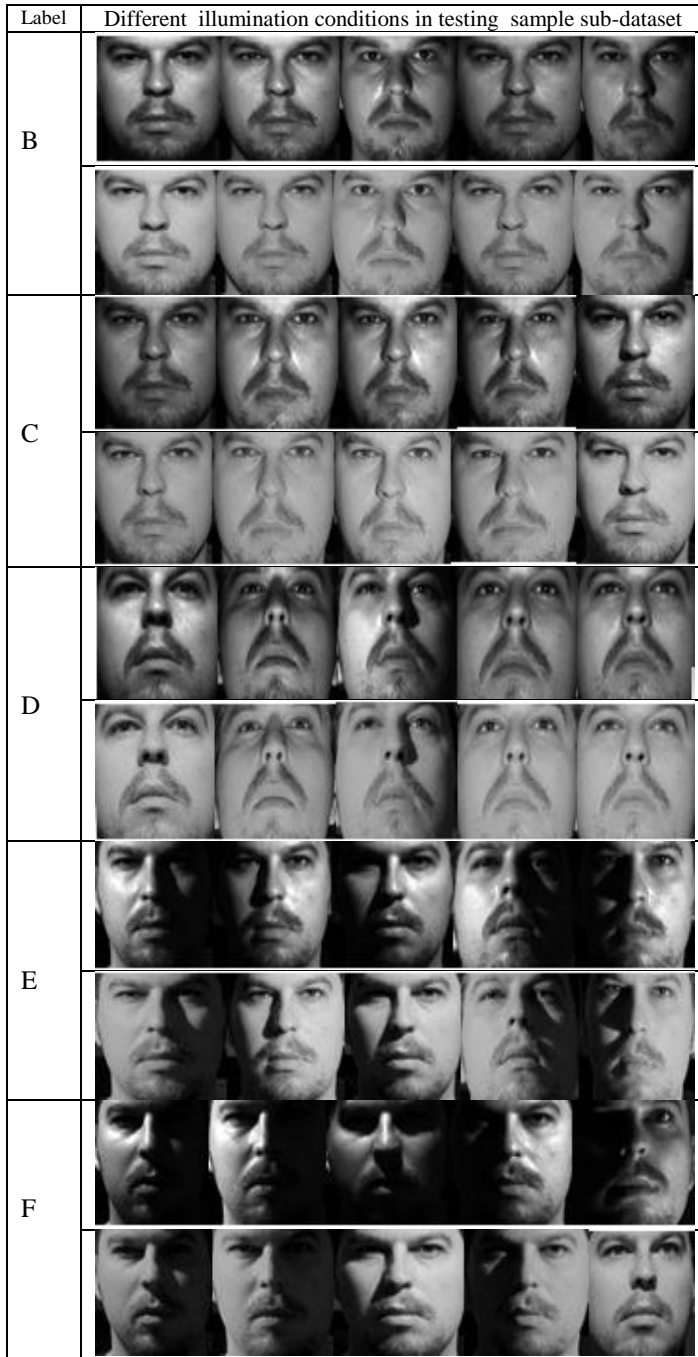 Label Different illumination conditions in testing sample sub-dataset
B
C
D
E
F